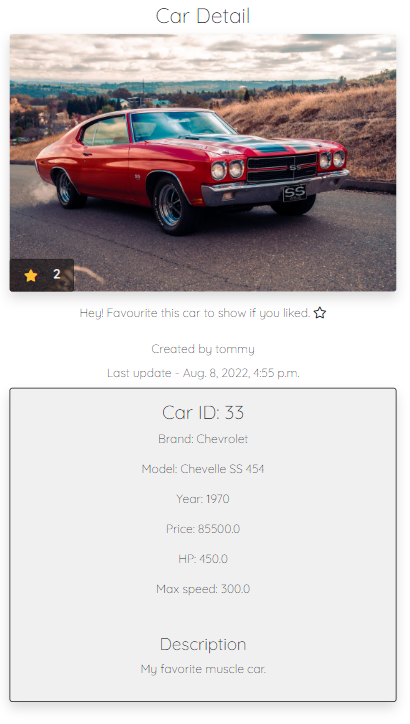 Car Detail
SS
SS
2
Hey! Favourite this car to show if you liked.
Created by tommy
Last update - Aug. 8, 2022, 4:55 p.m.
Car ID: 33
Brand: Chevrolet
Model: Chevelle SS 454
Year: 1970
Price: 85500.0
HP: 450.0
Max speed: 300.0
Description
My favorite muscle car.